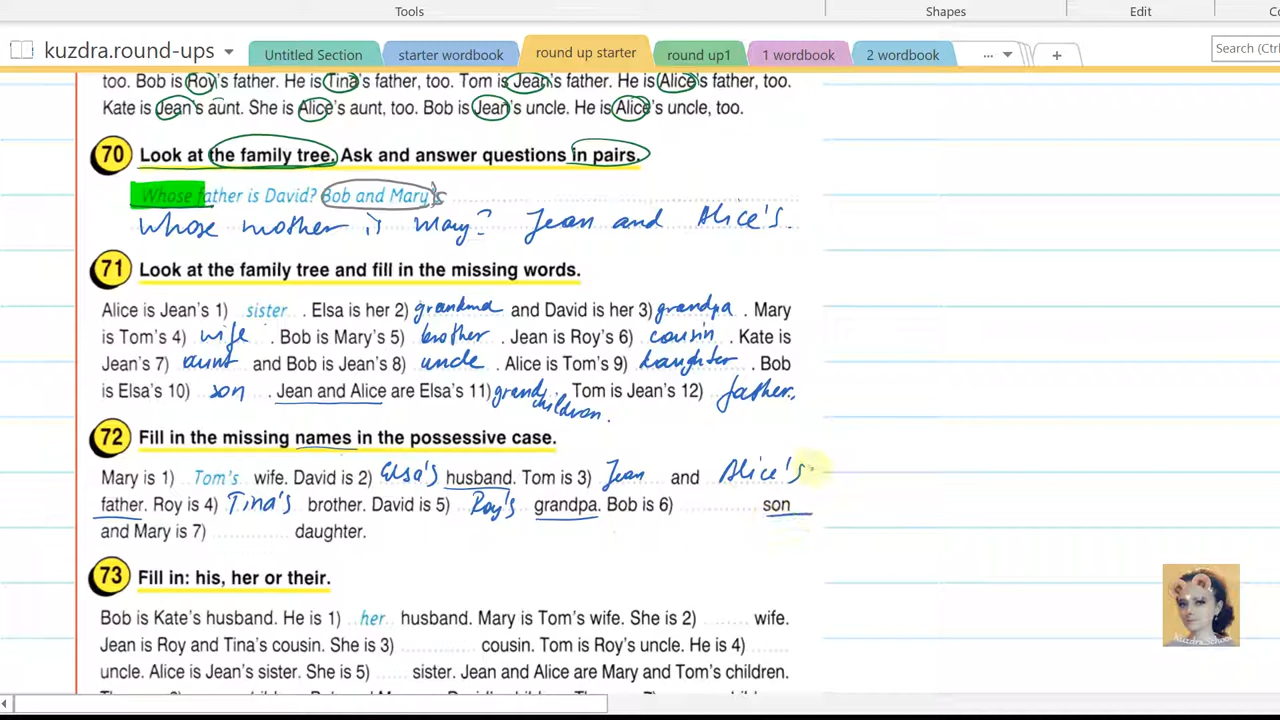 Tools Shapes Edit Co
kuzdra.round-ups Untitled Section starter wordbook round up starter round up1 1 wordbook 2 wordbook ... + Search (Ctrl
too. Bob is Roy's father. He is Tina's father, too. Tom is Jean's father. He is Alice's father, too.
Kate is Jean's aunt. She is Alice's aunt, too. Bob is Jean's uncle. He is Alice's uncle, too.
70 Look at the family tree. Ask and answer questions in pairs.
Whose father is David? Bob and Mary's
Whose mother is Mary? Jean and Alice's.
71 Look at the family tree and fill in the missing words.
Alice is Jean's 1) sister . Elsa is her 2) grandma and David is her 3) grandpa . Mary
is Tom's 4) wife . Bob is Mary's 5) brother . Jean is Roy's 6) cousin . Kate is
Jean's 7) aunt and Bob is Jean's 8) uncle . Alice is Tom's 9) daughter . Bob
is Elsa's 10) son . Jean and Alice are Elsa's 11) grand . Tom is Jean's 12) father.
children.
72 Fill in the missing names in the possessive case.
Mary is 1) Tom's wife. David is 2) Elsa's husband. Tom is 3) Jean and Alice's
father. Roy is 4) Tina's brother. David is 5) Roy's grandpa. Bob is 6) son
and Mary is 7) daughter.
73 Fill in: his, her or their.
Bob is Kate's husband. He is 1) her husband. Mary is Tom's wife. She is 2) wife.
Jean is Roy and Tina's cousin. She is 3) cousin. Tom is Roy's uncle. He is 4)
uncle. Alice is Jean's sister. She is 5) sister. Jean and Alice are Mary and Tom's children.
Kuzdra_School